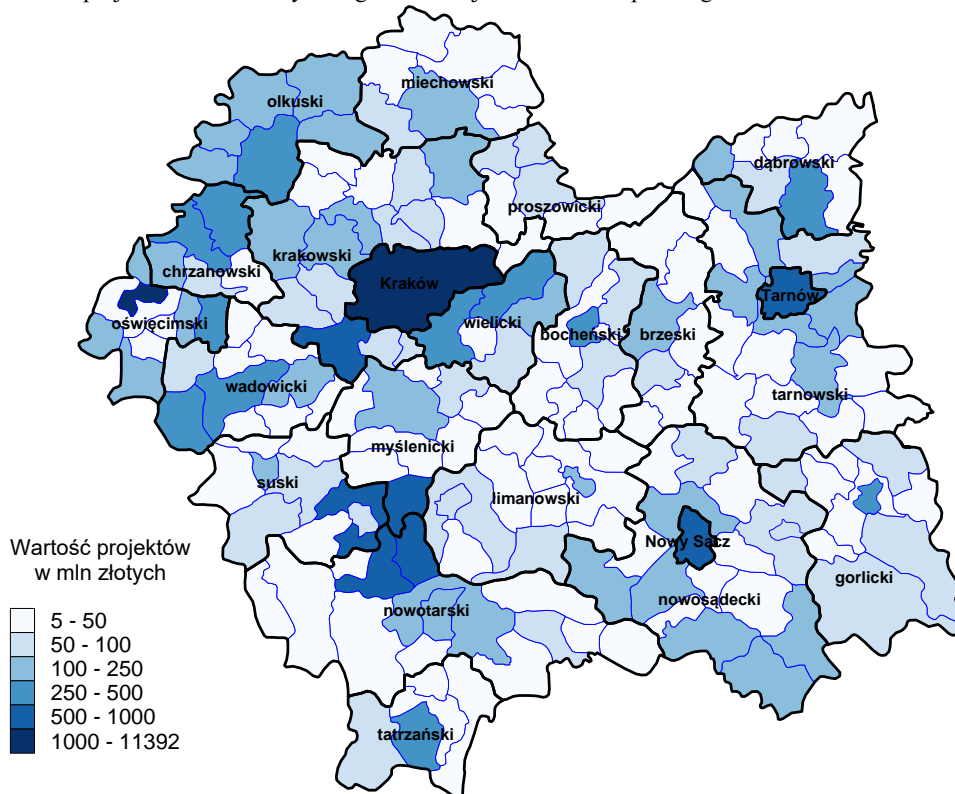 olkuski
miechowski
dąbrowski
proszowicki
krakowski
chrzanowski
Kraków
Tarnów
oświęcimski
wielicki
bocheński
brzeski
wadowicki
tarnowski
myślenicki
suski
limanowski
Nowy Sącz
gorlicki
nowosądecki
nowotarski
tatrzański
Wartość projektów
w mln złotych
5 - 50
50 - 100
100 - 250
250 - 500
500 - 1000
1000 - 11392